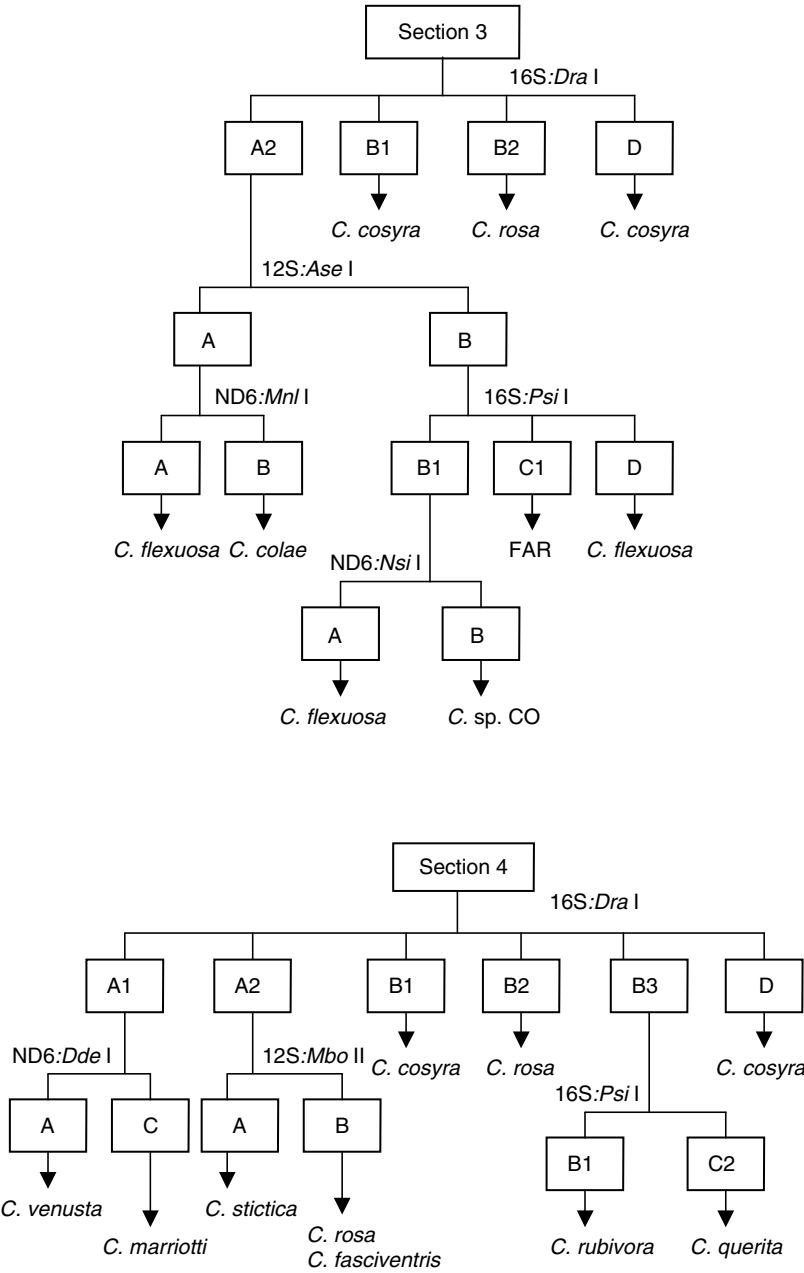 Section 3
16S:Dra I
A2
B1
B2
D
C. cosyra
C. rosa
C. cosyra
12S:Ase I
A
B
ND6:Mnl I
16S:Psi I
A
B
B1
C1
D
C. flexuosa
C. colae
FAR
C. flexuosa
ND6:Nsi I
A
B
C. flexuosa
C. sp. CO
Section 4
16S:Dra I
A1
A2
B1
B2
B3
D
ND6:Dde I
12S:Mbo II
C. cosyra
C. rosa
C. cosyra
16S:Psi I
A
C
A
B
B1
C2
C. venusta
C. stictica
C. marriotti
C. rosa
C. fasciventris
C. rubivora
C. querita